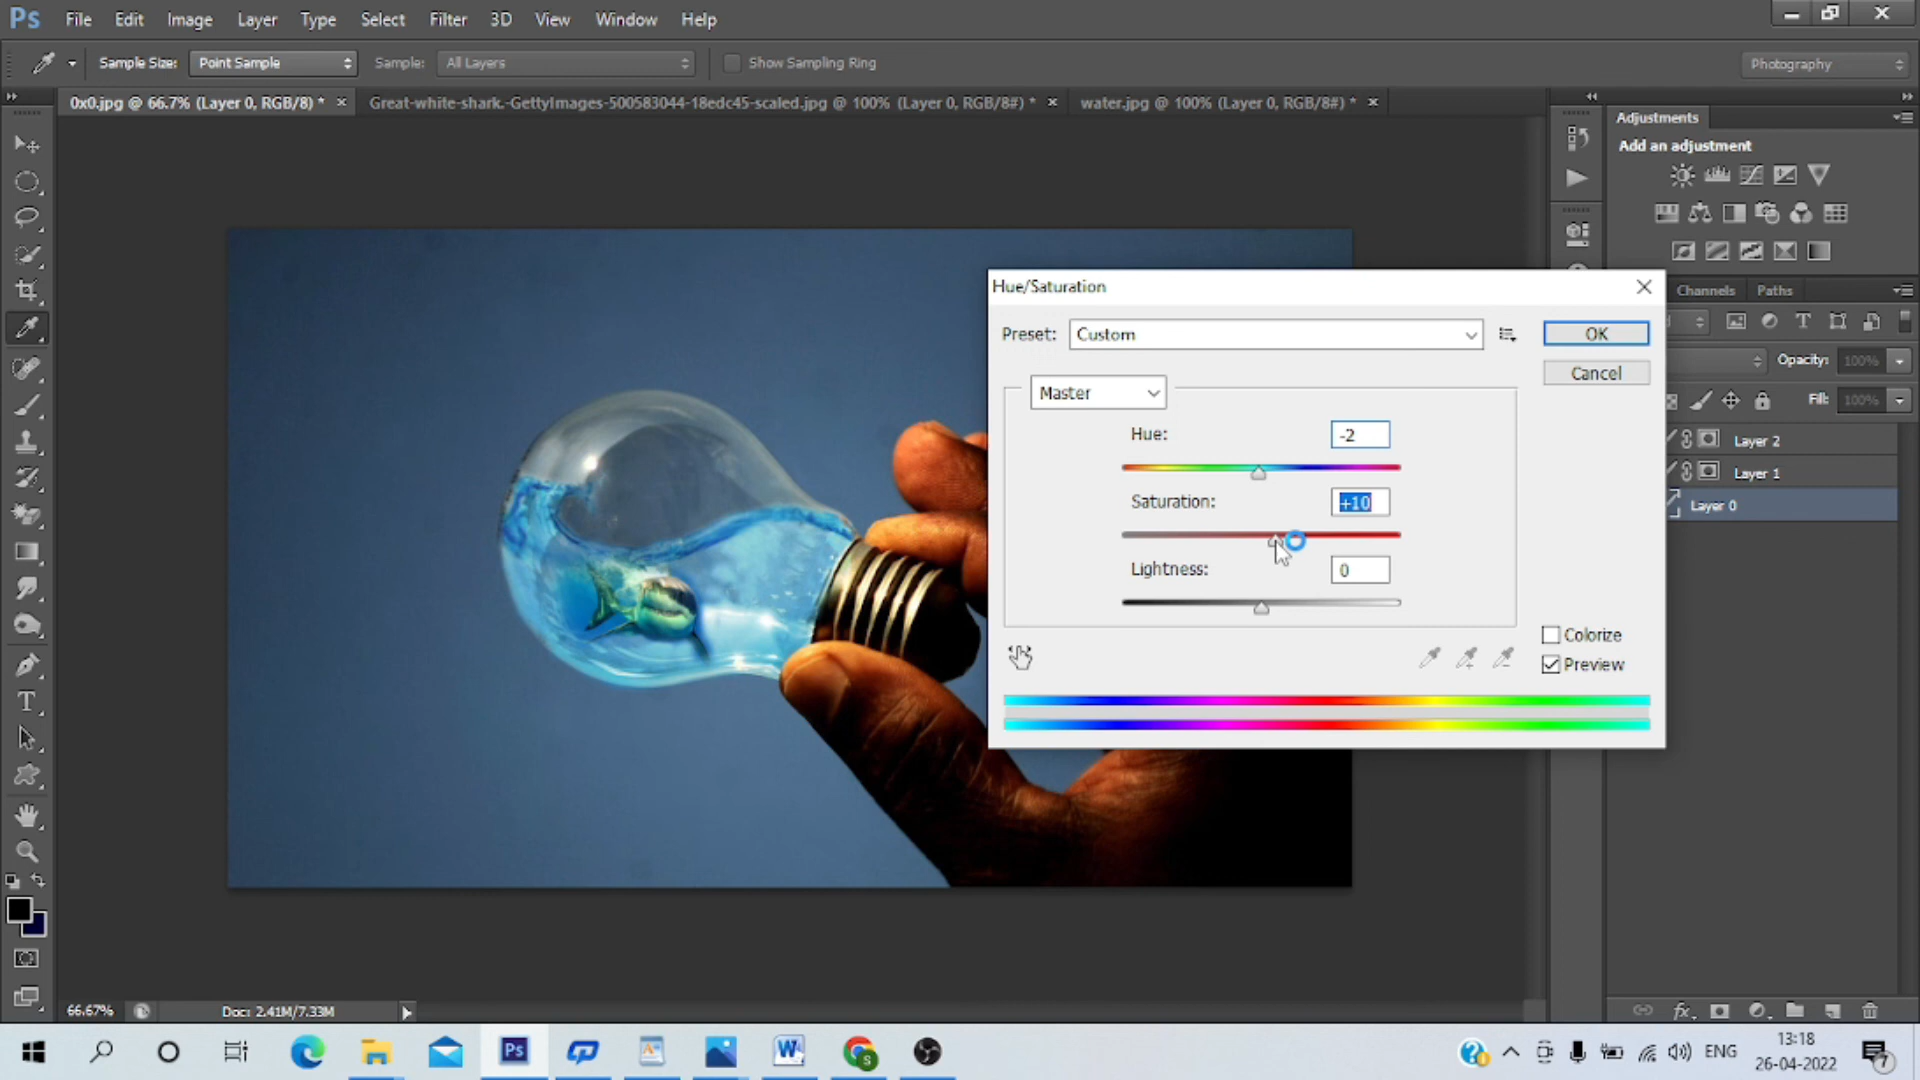 Ps File Edit Image Layer Type Select Filter 3D View Window Help
Sample Size: Point Sample Sample: All Layers Show Sampling Ring Photography
0x0.jpg @ 66.7% (Layer 0, RGB/8) * × Great-white-shark.-GettyImages-500583044-18edc45-scaled.jpg @ 100% (Layer 0, RGB/8#) * × water.jpg @ 100% (Layer 0, RGB/8#) * ×
Adjustments
Add an adjustment
Channels Paths
Opacity: 100%
Fill: 100%
Layer 2
Layer 1
Layer 0
Hue/Saturation
Preset: Custom
OK
Cancel
Master
Hue: -2
Saturation: +10
Lightness: 0
Colorize
Preview
66.67% Doc: 2.41M/7.33M
ENG
13:18
26-04-2022
7